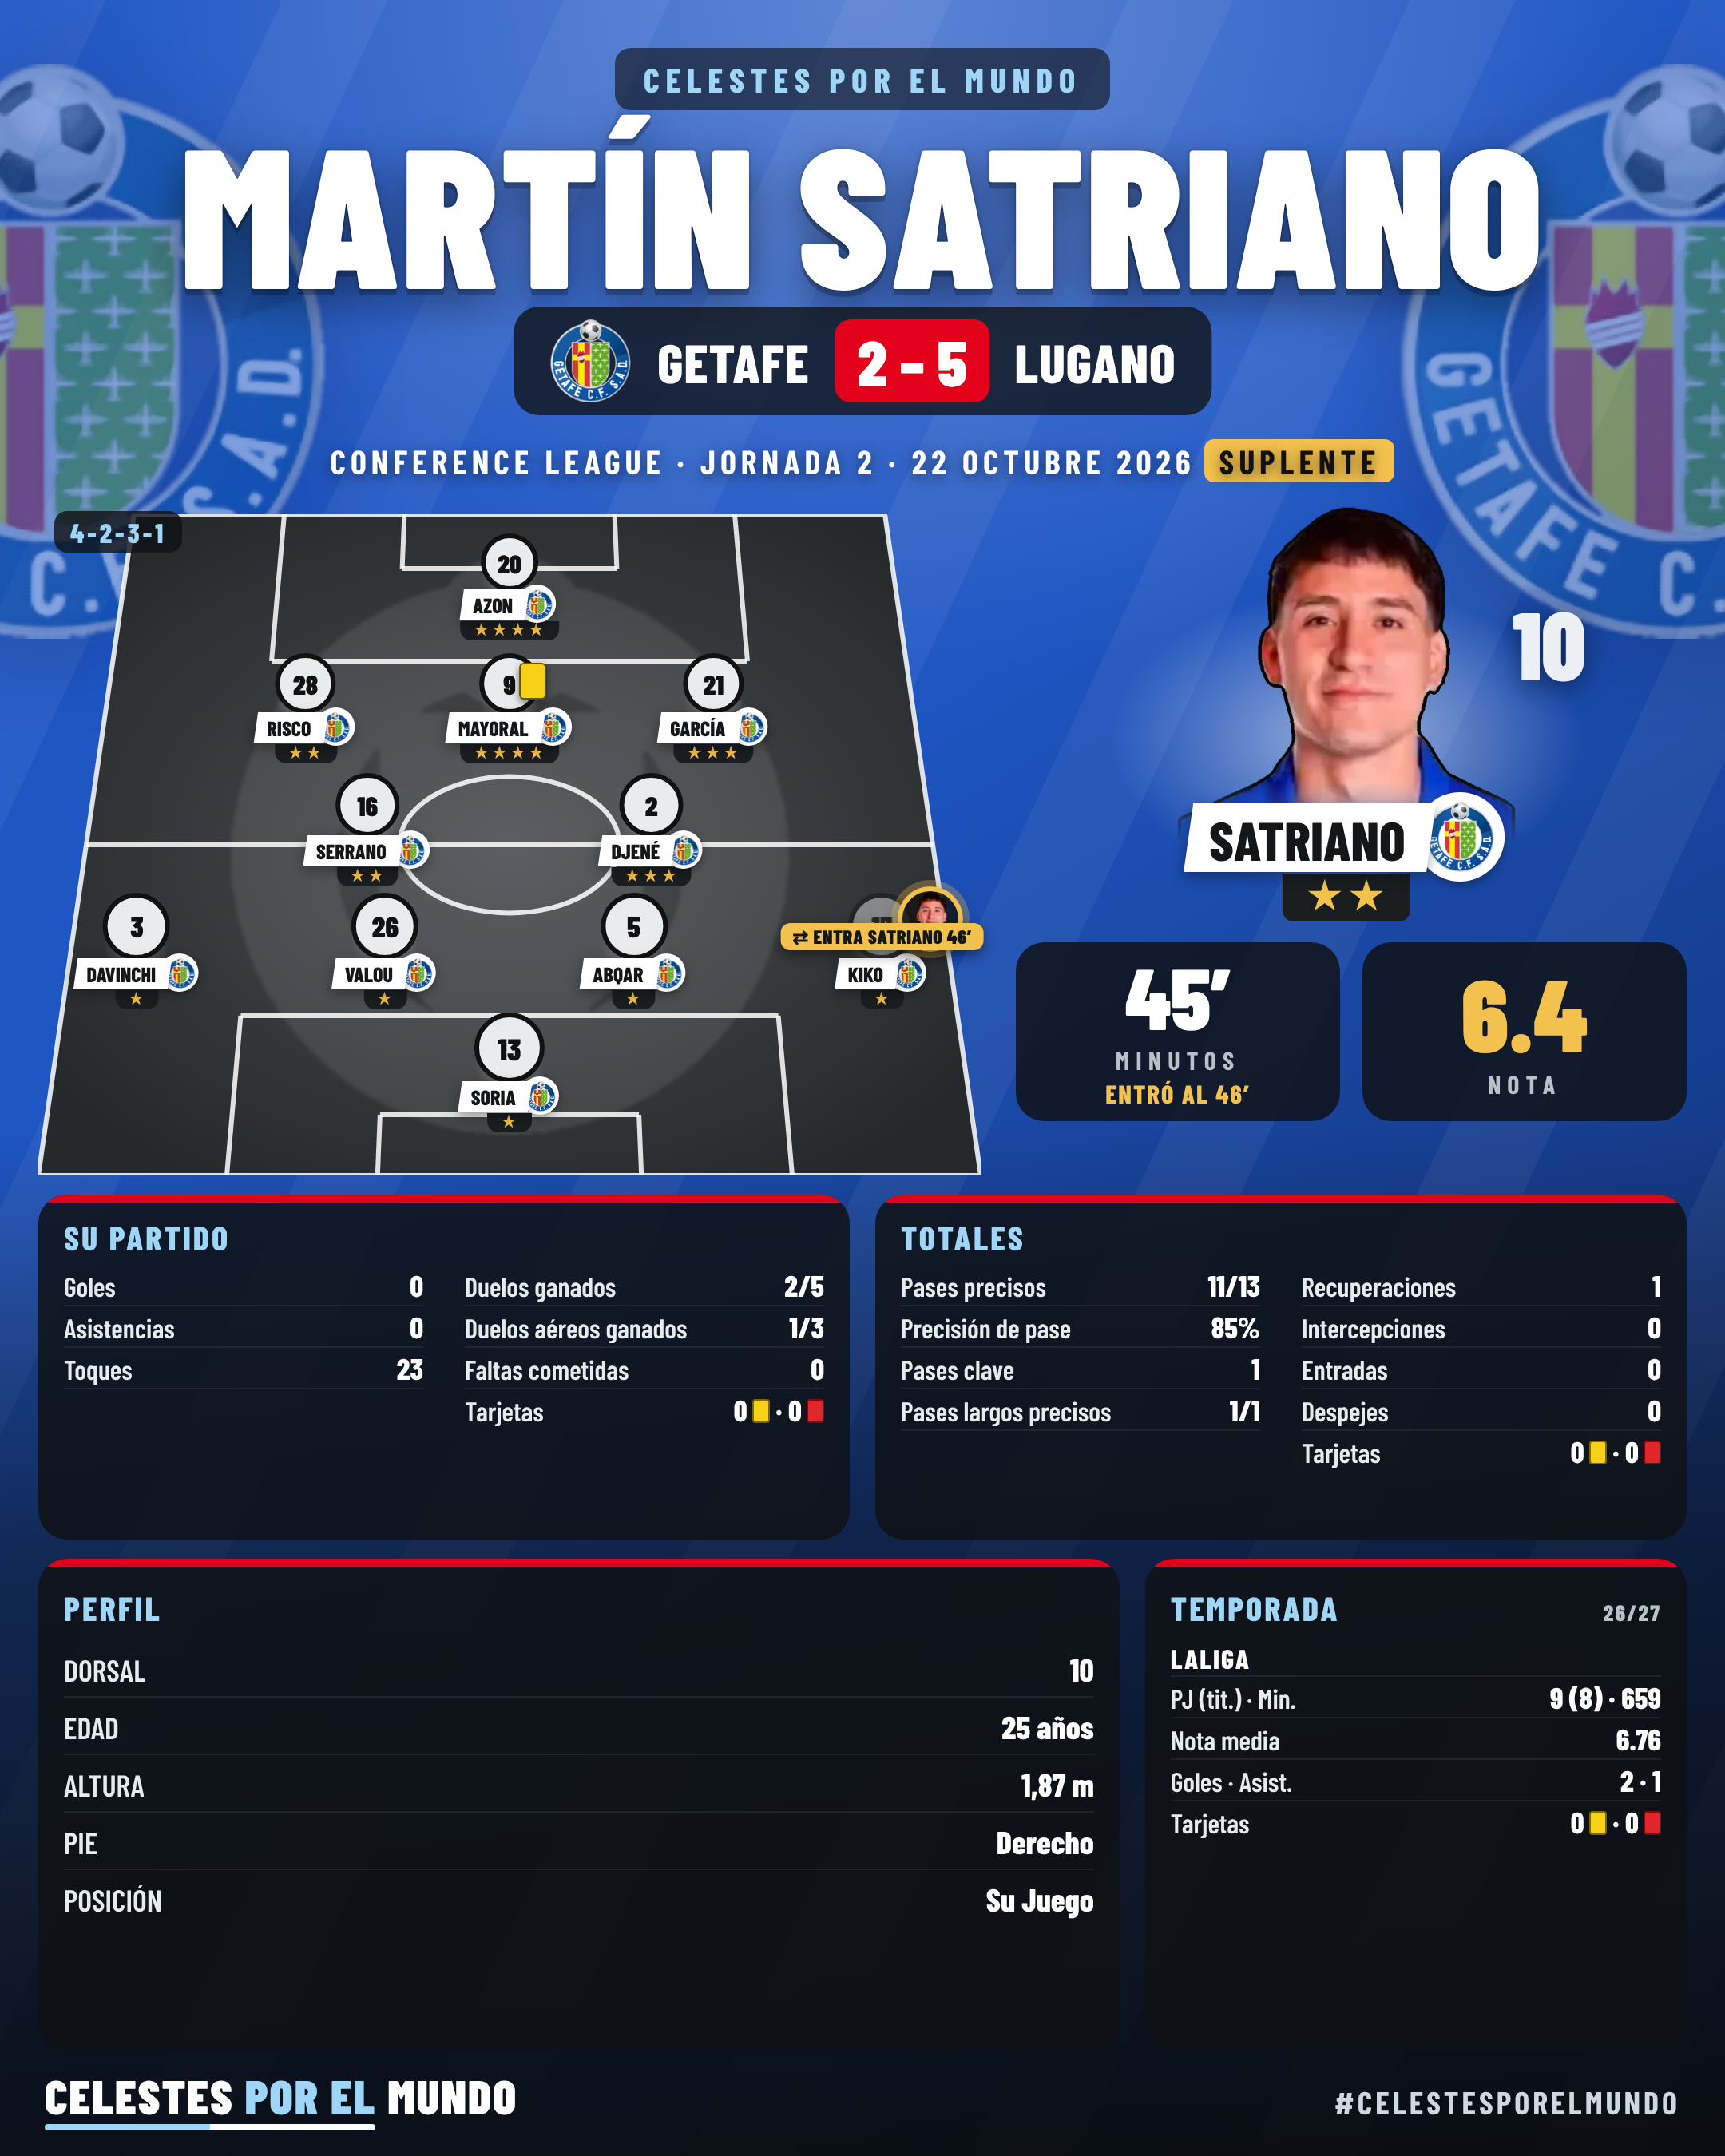 CELESTES POR EL MUNDO
MARTÍN SATRIANO
GETAFE 2 – 5 LUGANO
CONFERENCE LEAGUE · JORNADA 2 · 22 OCTUBRE 2026 SUPLENTE
4-2-3-1
20
AZON
28
RISCO
9
MAYORAL
21
GARCÍA
16
SERRANO
2
DJENÉ
3
DAVINCHI
26
VALOU
5
ABQAR
⇄ ENTRA SATRIANO 46’
KIKO
13
SORIA
10
SATRIANO
GETAFE C.F. S.A.D.
45’
MINUTOS
ENTRÓ AL 46’
6.4
NOTA
SU PARTIDO
Goles 0
Asistencias 0
Toques 23
Duelos ganados 2/5
Duelos aéreos ganados 1/3
Faltas cometidas 0
Tarjetas 0 · 0
TOTALES
Pases precisos 11/13
Precisión de pase 85%
Pases clave 1
Pases largos precisos 1/1
Recuperaciones 1
Intercepciones 0
Entradas 0
Despejes 0
Tarjetas 0 · 0
PERFIL
DORSAL 10
EDAD 25 años
ALTURA 1,87 m
PIE Derecho
POSICIÓN Su Juego
TEMPORADA 26/27
LALIGA
PJ (tit.) · Min. 9 (8) · 659
Nota media 6.76
Goles · Asist. 2 · 1
Tarjetas 0 · 0
CELESTES POR EL MUNDO
#CELESTESPORELMUNDO